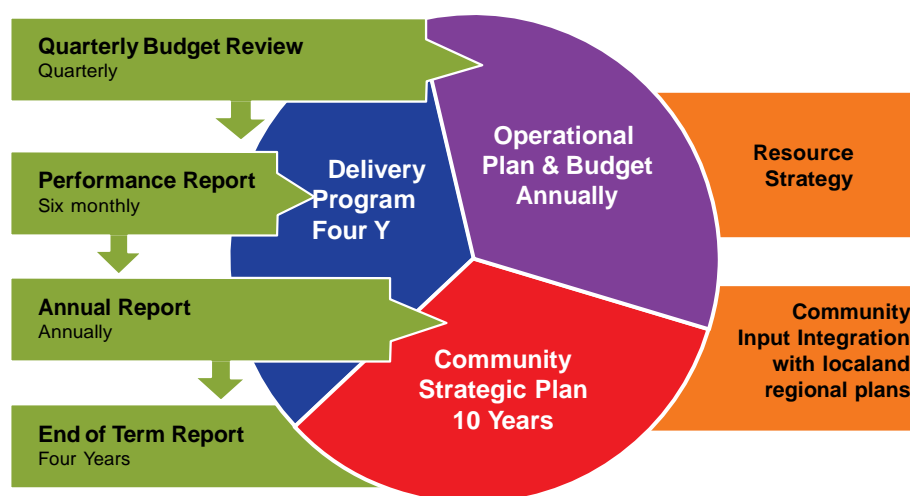 Quarterly Budget Review
Quarterly
Performance Report
Six monthly
Annual Report
Annually
End of Term Report
Four Years
Delivery
Program
Four Y
Operational
Plan & Budget
Annually
Community
Strategic Plan
10 Years
Resource
Strategy
Community
Input Integration
with localand
regional plans